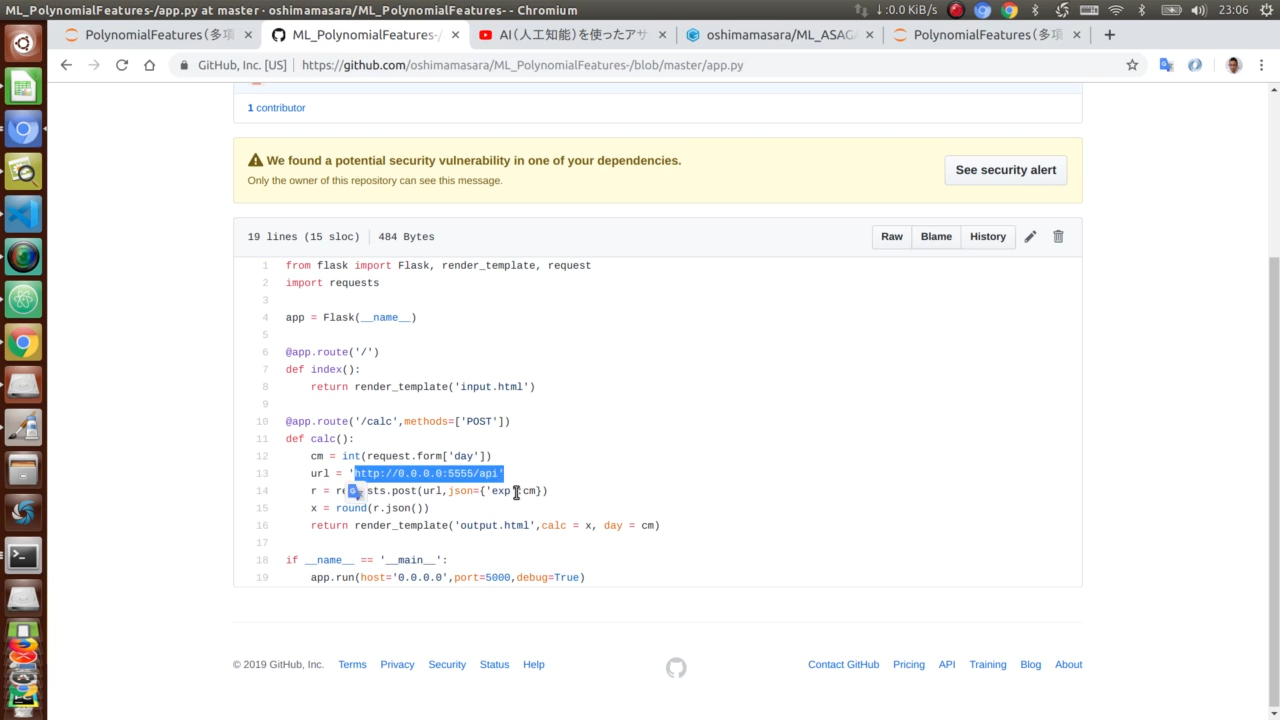 ML_PolynomialFeatures-/app.py at master · oshimamasara/ML_PolynomialFeatures- - Chromium
↓:0.0 KiB/s
23:06
PolynomialFeatures(多項
ML_PolynomialFeatures-/
AI(人工知能)を使ったアサ
oshimamasara/ML_ASAGA
PolynomialFeatures(多項
GitHub, Inc. [US] https://github.com/oshimamasara/ML_PolynomialFeatures-/blob/master/app.py
1 contributor
We found a potential security vulnerability in one of your dependencies.
Only the owner of this repository can see this message.
See security alert
19 lines (15 sloc) 484 Bytes
Raw Blame History
1 from flask import Flask, render_template, request
2 import requests
3
4 app = Flask(__name__)
5
6 @app.route('/')
7 def index():
8 return render_template('input.html')
9
10 @app.route('/calc',methods=['POST'])
11 def calc():
12 cm = int(request.form['day'])
13 url = 'http://0.0.0.0:5555/api'
14 r = sts.post(url,json={'exp cm})
15 x = round(r.json())
16 return render_template('output.html',calc = x, day = cm)
17
18 if __name__ == '__main__':
19 app.run(host='0.0.0.0',port=5000,debug=True)
© 2019 GitHub, Inc. Terms Privacy Security Status Help
Contact GitHub Pricing API Training Blog About